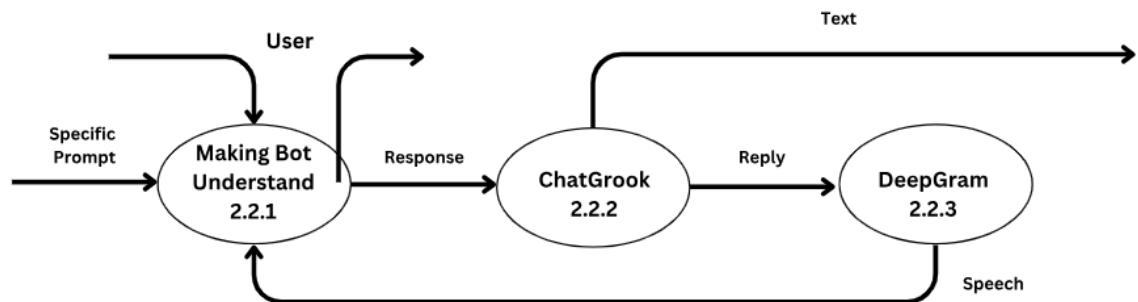 Text
User
Specific
Prompt
Making Bot
Understand
2.2.1
Response
ChatGrook
2.2.2
Reply
DeepGram
2.2.3
Speech